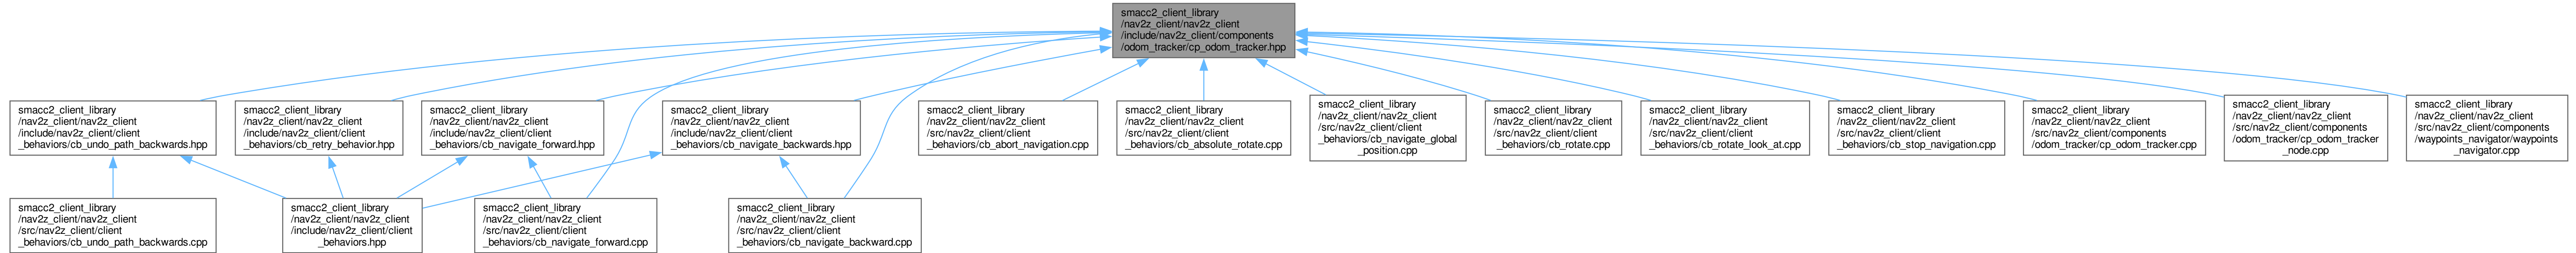 smacc2_client_library
/nav2z_client/nav2z_client
/include/nav2z_client/components
/odom_tracker/cp_odom_tracker.hpp
smacc2_client_library
/nav2z_client/nav2z_client
/include/nav2z_client/client
_behaviors/cb_undo_path_backwards.hpp
smacc2_client_library
/nav2z_client/nav2z_client
/include/nav2z_client/client
_behaviors/cb_retry_behavior.hpp
smacc2_client_library
/nav2z_client/nav2z_client
/include/nav2z_client/client
_behaviors/cb_navigate_forward.hpp
smacc2_client_library
/nav2z_client/nav2z_client
/include/nav2z_client/client
_behaviors/cb_navigate_backwards.hpp
smacc2_client_library
/nav2z_client/nav2z_client
/src/nav2z_client/client
_behaviors/cb_abort_navigation.cpp
smacc2_client_library
/nav2z_client/nav2z_client
/src/nav2z_client/client
_behaviors/cb_absolute_rotate.cpp
smacc2_client_library
/nav2z_client/nav2z_client
/src/nav2z_client/client
_behaviors/cb_navigate_global
_position.cpp
smacc2_client_library
/nav2z_client/nav2z_client
/src/nav2z_client/client
_behaviors/cb_rotate.cpp
smacc2_client_library
/nav2z_client/nav2z_client
/src/nav2z_client/client
_behaviors/cb_rotate_look_at.cpp
smacc2_client_library
/nav2z_client/nav2z_client
/src/nav2z_client/client
_behaviors/cb_stop_navigation.cpp
smacc2_client_library
/nav2z_client/nav2z_client
/src/nav2z_client/components
/odom_tracker/cp_odom_tracker.cpp
smacc2_client_library
/nav2z_client/nav2z_client
/src/nav2z_client/components
/odom_tracker/cp_odom_tracker
_node.cpp
smacc2_client_library
/nav2z_client/nav2z_client
/src/nav2z_client/components
/waypoints_navigator/waypoints
_navigator.cpp
smacc2_client_library
/nav2z_client/nav2z_client
/src/nav2z_client/client
_behaviors/cb_undo_path_backwards.cpp
smacc2_client_library
/nav2z_client/nav2z_client
/include/nav2z_client/client
_behaviors.hpp
smacc2_client_library
/nav2z_client/nav2z_client
/src/nav2z_client/client
_behaviors/cb_navigate_forward.cpp
smacc2_client_library
/nav2z_client/nav2z_client
/src/nav2z_client/client
_behaviors/cb_navigate_backward.cpp